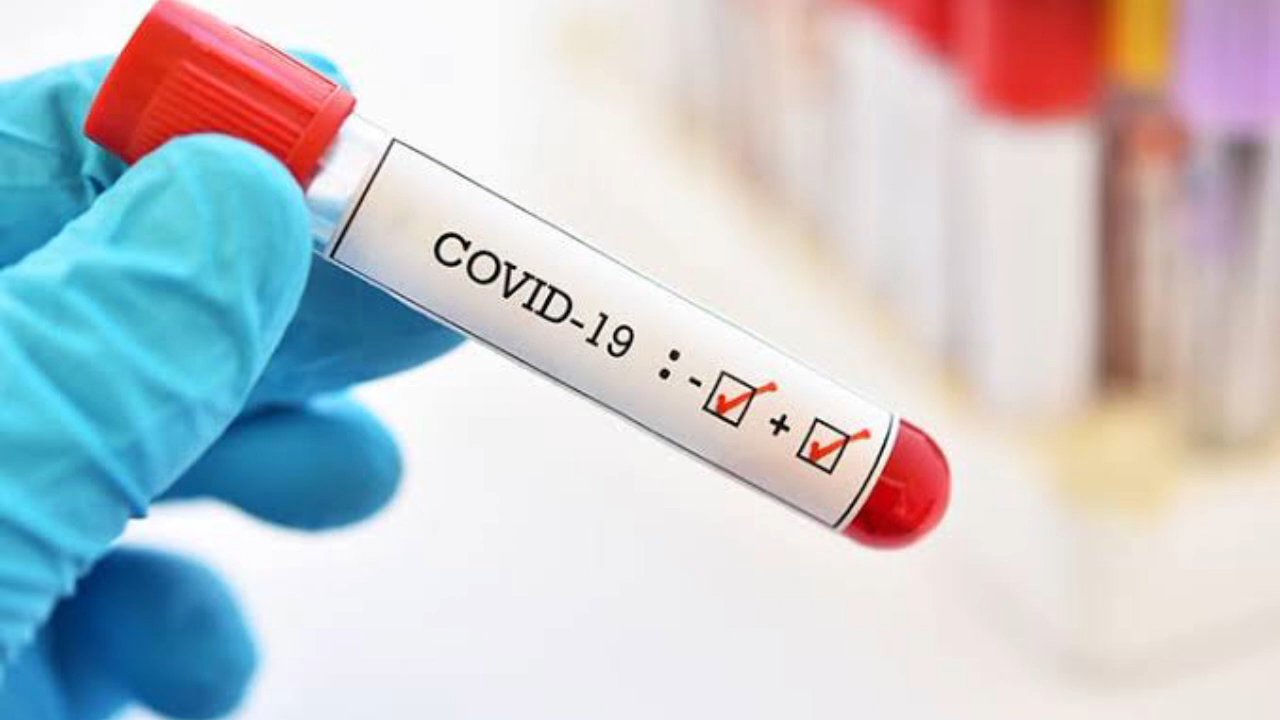 COVID-19 : - ☑ + ☑